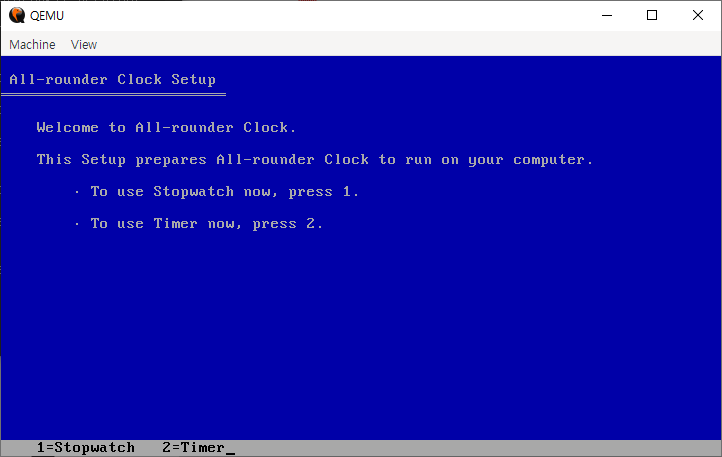 QEMU
Machine View
All-rounder Clock Setup
Welcome to All-rounder Clock.
This Setup prepares All-rounder Clock to run on your computer.
· To use Stopwatch now, press 1.
· To use Timer now, press 2.
1=Stopwatch 2=Timer_